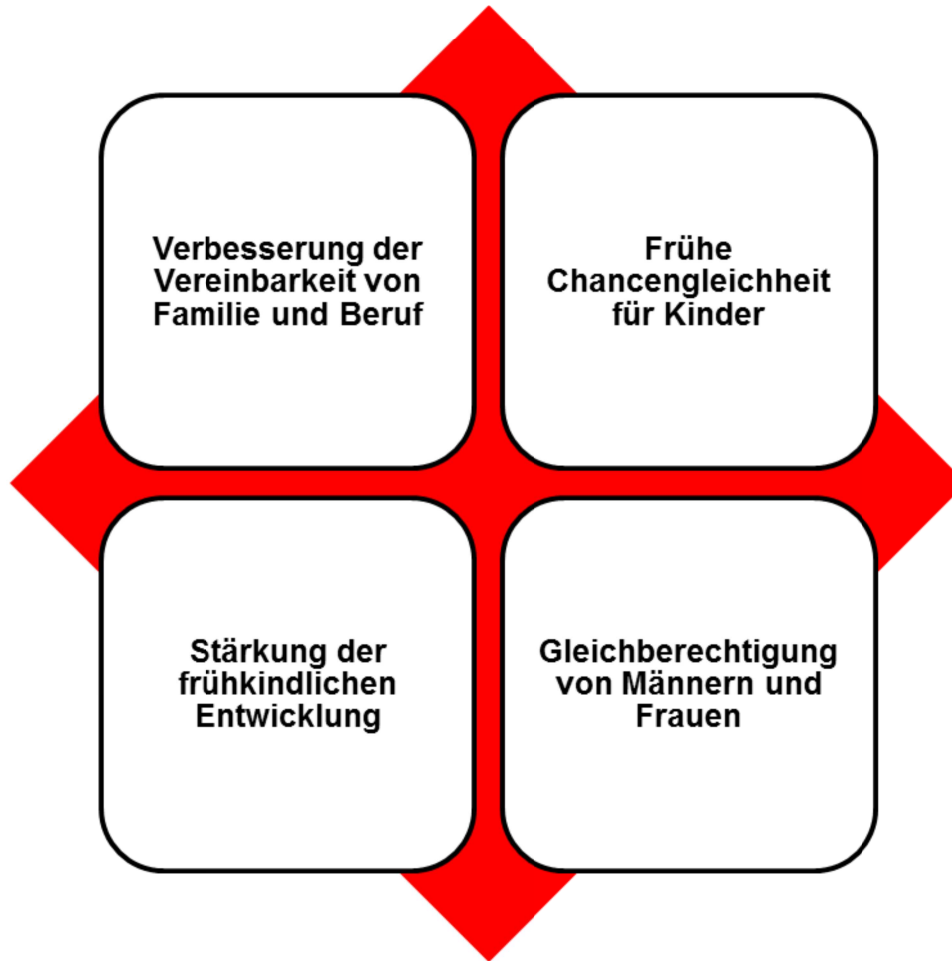 Verbesserung der
Vereinbarkeit von
Familie und Beruf
Frühe
Chancengleichheit
für Kinder
Stärkung der
frühkindlichen
Entwicklung
Gleichberechtigung
von Männern und
Frauen